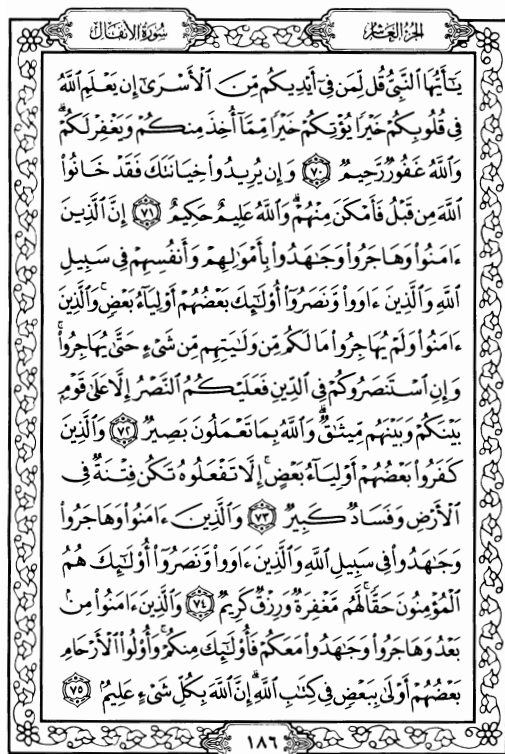 الجزء العاشر
سورة الأنفال
يَٰٓأَيُّهَا ٱلنَّبِىُّ قُل لِّمَن فِىٓ أَيْدِيكُم مِّنَ ٱلْأَسْرَىٰٓ إِن يَعْلَمِ ٱللَّهُ
فِى قُلُوبِكُمْ خَيْرًا يُؤْتِكُمْ خَيْرًا مِّمَّآ أُخِذَ مِنكُمْ وَيَغْفِرْ لَكُمْ ۗ
وَٱللَّهُ غَفُورٌ رَّحِيمٌ ٧٠ وَإِن يُرِيدُوا۟ خِيَانَتَكَ فَقَدْ خَانُوا۟
ٱللَّهَ مِن قَبْلُ فَأَمْكَنَ مِنْهُمْ ۗ وَٱللَّهُ عَلِيمٌ حَكِيمٌ ٧١ إِنَّ ٱلَّذِينَ
ءَامَنُوا۟ وَهَاجَرُوا۟ وَجَٰهَدُوا۟ بِأَمْوَٰلِهِمْ وَأَنفُسِهِمْ فِى سَبِيلِ
ٱللَّهِ وَٱلَّذِينَ ءَاوَوا۟ وَّنَصَرُوٓا۟ أُو۟لَٰٓئِكَ بَعْضُهُمْ أَوْلِيَآءُ بَعْضٍ ۚ وَٱلَّذِينَ
ءَامَنُوا۟ وَلَمْ يُهَاجِرُوا۟ مَا لَكُم مِّن وَلَٰيَتِهِم مِّن شَىْءٍ حَتَّىٰ يُهَاجِرُوا۟ ۚ
وَإِنِ ٱسْتَنصَرُوكُمْ فِى ٱلدِّينِ فَعَلَيْكُمُ ٱلنَّصْرُ إِلَّا عَلَىٰ قَوْمٍۭ
بَيْنَكُمْ وَبَيْنَهُم مِّيثَٰقٌ ۗ وَٱللَّهُ بِمَا تَعْمَلُونَ بَصِيرٌ ٧٢ وَٱلَّذِينَ
كَفَرُوا۟ بَعْضُهُمْ أَوْلِيَآءُ بَعْضٍ ۚ إِلَّا تَفْعَلُوهُ تَكُن فِتْنَةٌ فِى
ٱلْأَرْضِ وَفَسَادٌ كَبِيرٌ ٧٣ وَٱلَّذِينَ ءَامَنُوا۟ وَهَاجَرُوا۟
وَجَٰهَدُوا۟ فِى سَبِيلِ ٱللَّهِ وَٱلَّذِينَ ءَاوَوا۟ وَّنَصَرُوٓا۟ أُو۟لَٰٓئِكَ هُمُ
ٱلْمُؤْمِنُونَ حَقًّا ۚ لَّهُم مَّغْفِرَةٌ وَرِزْقٌ كَرِيمٌ ٧٤ وَٱلَّذِينَ ءَامَنُوا۟ مِنۢ
بَعْدُ وَهَاجَرُوا۟ وَجَٰهَدُوا۟ مَعَكُمْ فَأُو۟لَٰٓئِكَ مِنكُمْ ۚ وَأُو۟لُوا۟ ٱلْأَرْحَامِ
بَعْضُهُمْ أَوْلَىٰ بِبَعْضٍ فِى كِتَٰبِ ٱللَّهِ ۗ إِنَّ ٱللَّهَ بِكُلِّ شَىْءٍ عَلِيمٌۢ ٧٥
١٨٦